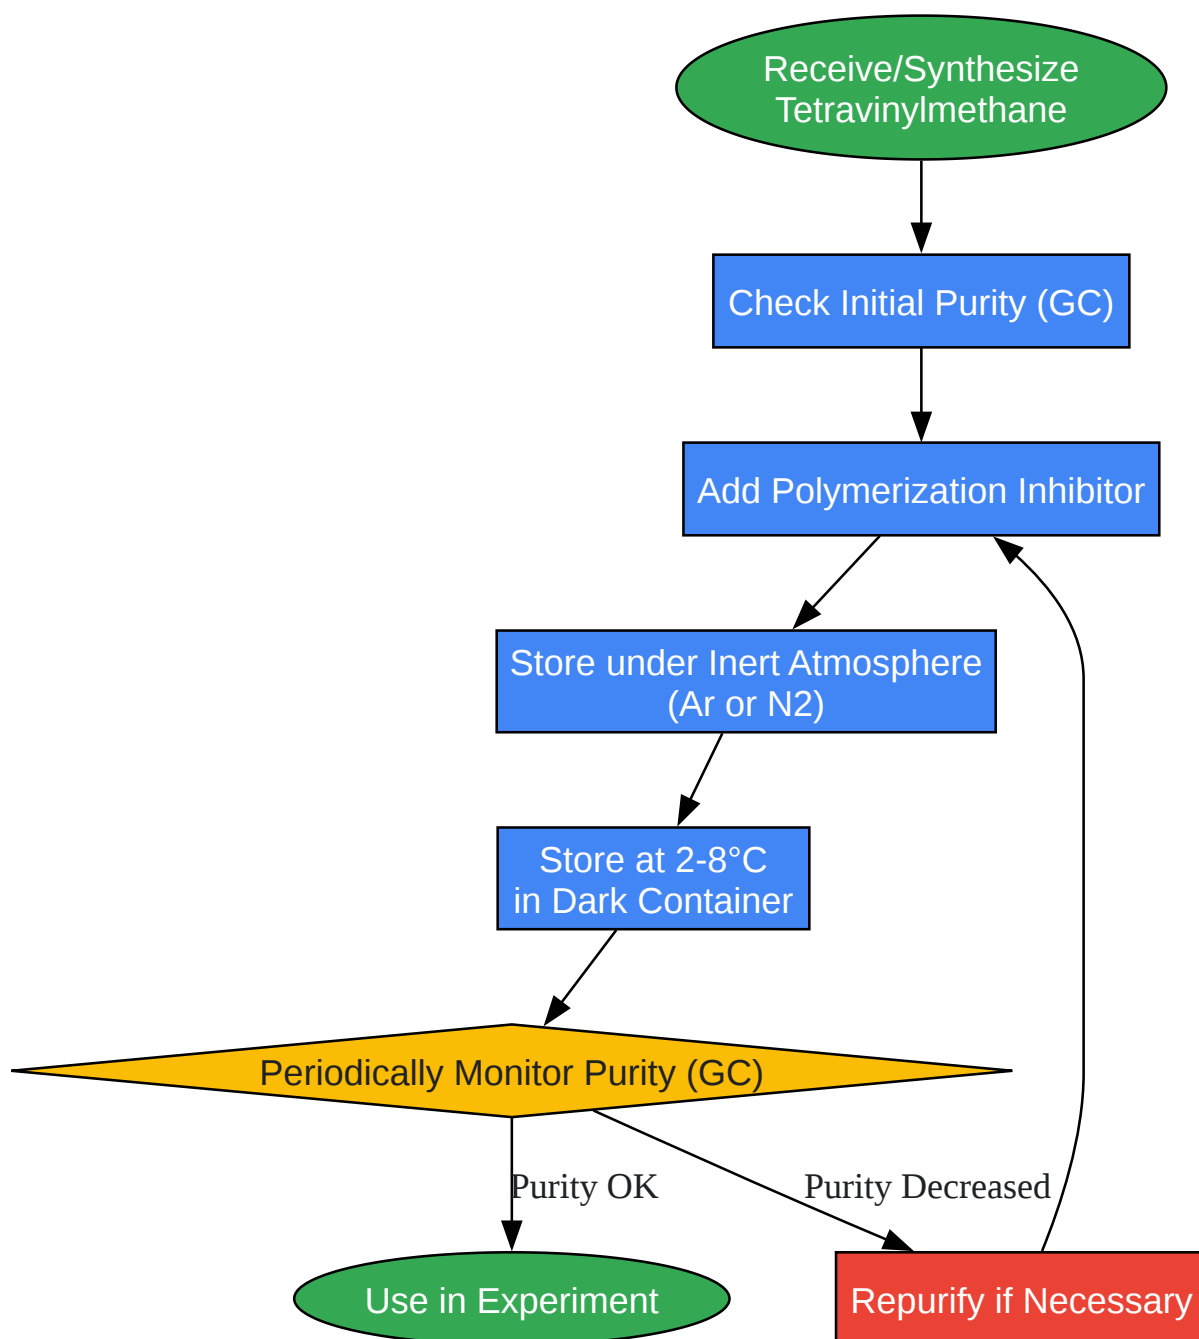 Receive/Synthesize
Tetravinylmethane
Check Initial Purity (GC)
Add Polymerization Inhibitor
Store under Inert Atmosphere
(Ar or N2)
Store at 2-8°C
in Dark Container
Periodically Monitor Purity (GC)
Purity OK
Purity Decreased
Use in Experiment
Repurify if Necessary